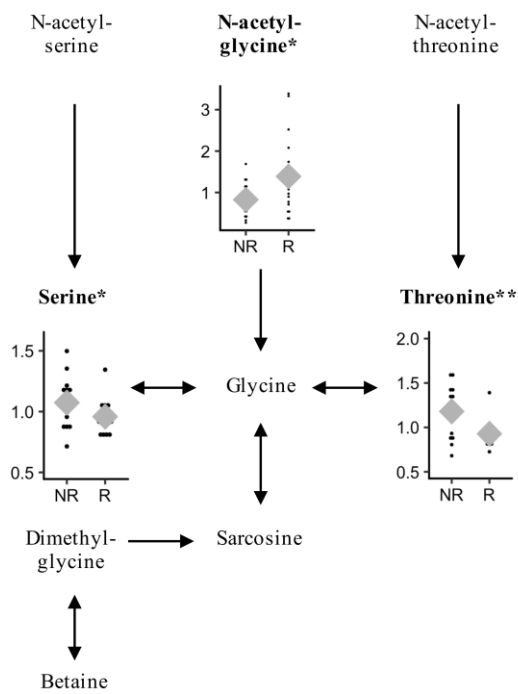 N-acetyl-
serine
N-acetyl-
glycine*
N-acetyl-
threonine
3
2
1
NR R
Serine*
1.5
1.0
0.5
NR R
Glycine
Threonine**
2.0
1.5
1.0
0.5
NR R
Dimethyl-
glycine
Sarcosine
Betaine